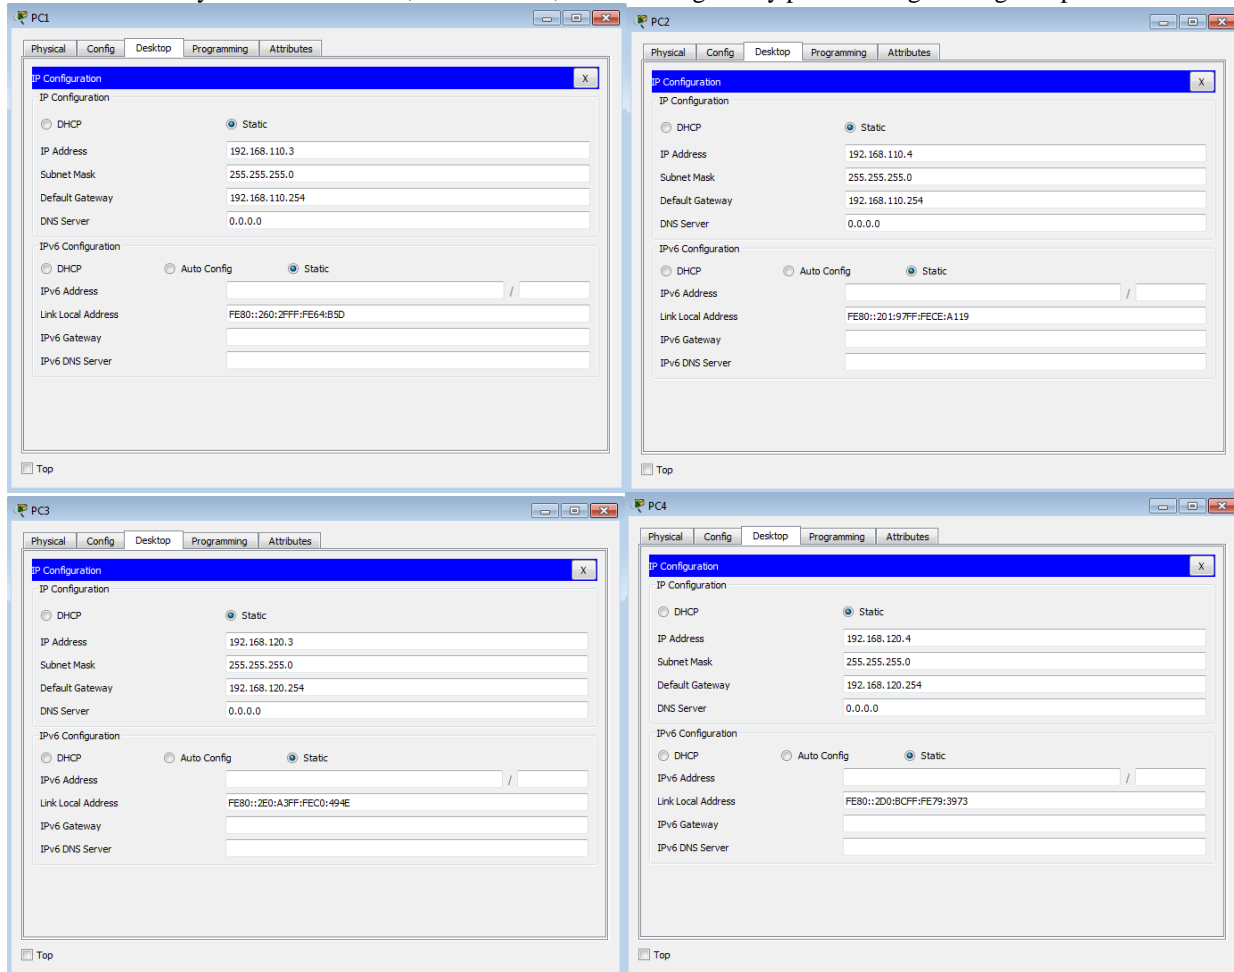 PC1
Physical Config Desktop Programming Attributes
IP Configuration X
IP Configuration
DHCP Static
IP Address 192.168.110.3
Subnet Mask 255.255.255.0
Default Gateway 192.168.110.254
DNS Server 0.0.0.0
IPv6 Configuration
DHCP Auto Config Static
IPv6 Address /
Link Local Address FE80::260:2FFF:FE64:B5D
IPv6 Gateway
IPv6 DNS Server
Top
PC2
Physical Config Desktop Programming Attributes
IP Configuration X
IP Configuration
DHCP Static
IP Address 192.168.110.4
Subnet Mask 255.255.255.0
Default Gateway 192.168.110.254
DNS Server 0.0.0.0
IPv6 Configuration
DHCP Auto Config Static
IPv6 Address /
Link Local Address FE80::201:97FF:FECE:A119
IPv6 Gateway
IPv6 DNS Server
Top
PC3
Physical Config Desktop Programming Attributes
IP Configuration X
IP Configuration
DHCP Static
IP Address 192.168.120.3
Subnet Mask 255.255.255.0
Default Gateway 192.168.120.254
DNS Server 0.0.0.0
IPv6 Configuration
DHCP Auto Config Static
IPv6 Address /
Link Local Address FE80::2E0:A3FF:FEC0:494E
IPv6 Gateway
IPv6 DNS Server
Top
PC4
Physical Config Desktop Programming Attributes
IP Configuration X
IP Configuration
DHCP Static
IP Address 192.168.120.4
Subnet Mask 255.255.255.0
Default Gateway 192.168.120.254
DNS Server 0.0.0.0
IPv6 Configuration
DHCP Auto Config Static
IPv6 Address /
Link Local Address FE80::2D0:BCFF:FE79:3973
IPv6 Gateway
IPv6 DNS Server
Top